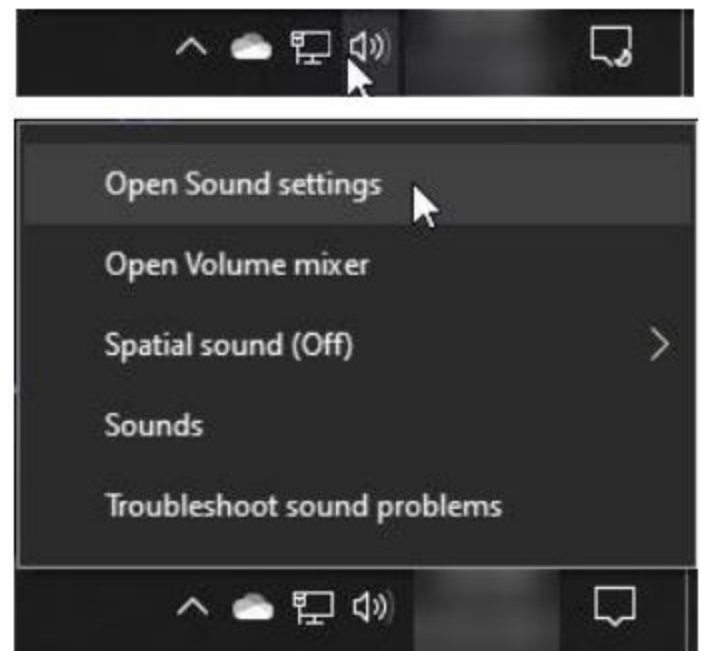 Open Sound settings
Open Volume mixer
Spatial sound (Off)
Sounds
Troubleshoot sound problems